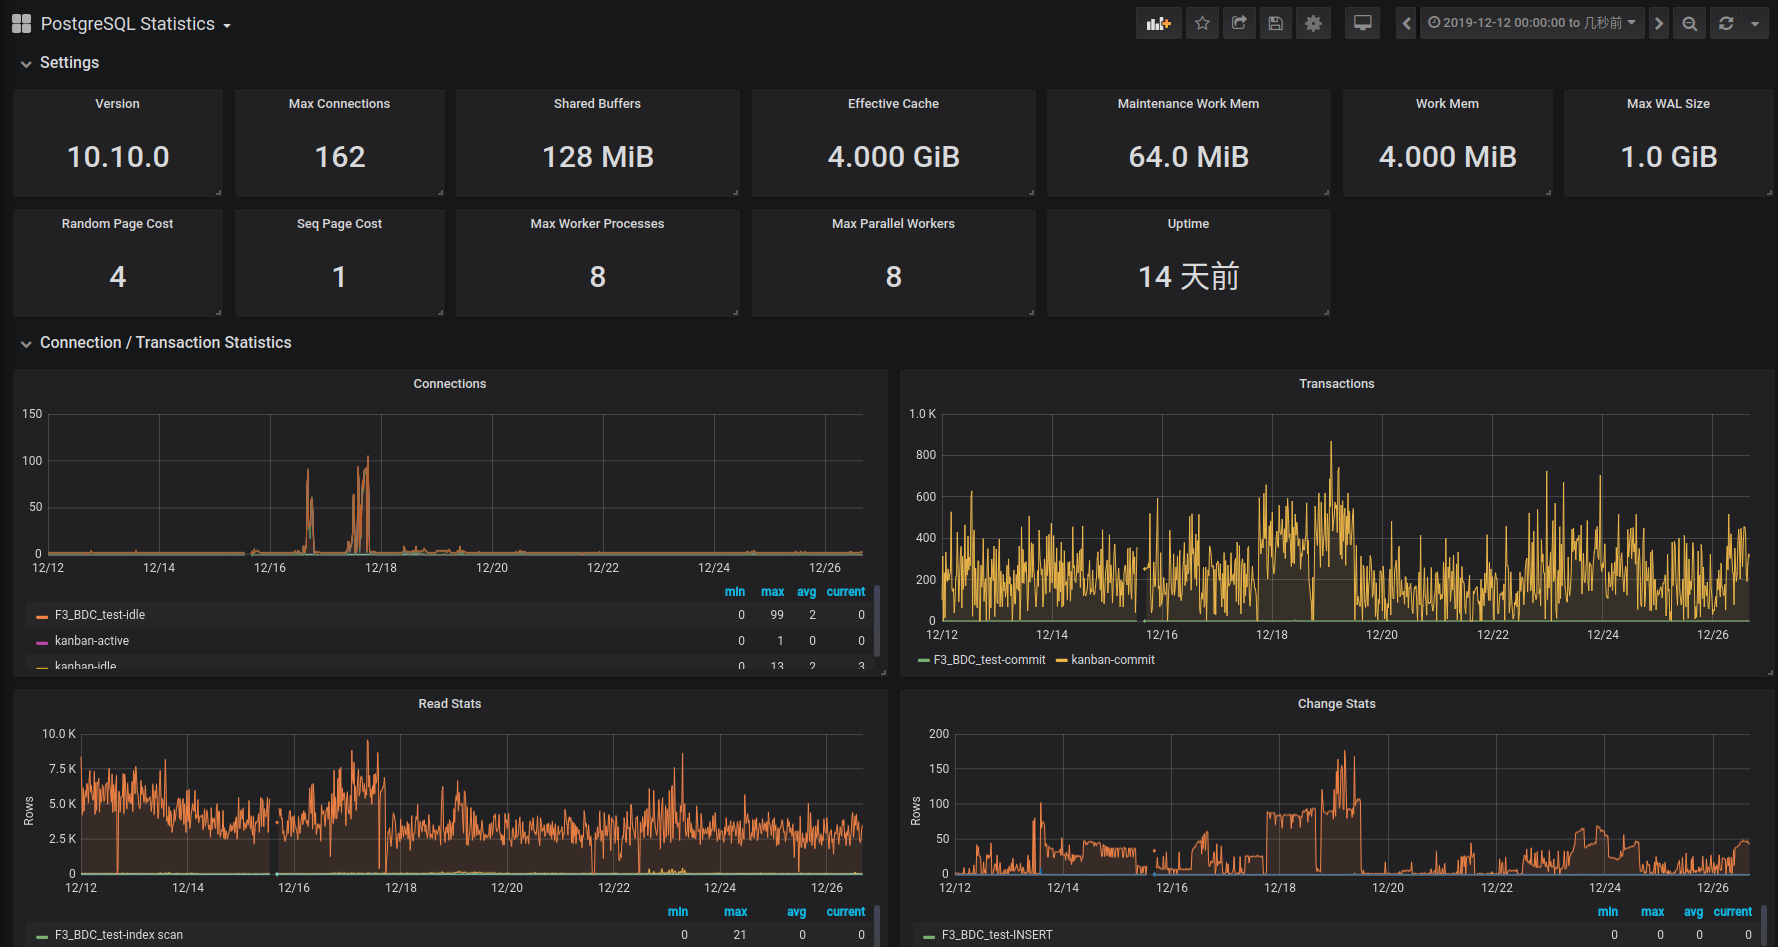 PostgreSQL Statistics
2019-12-12 00:00:00 to 几秒前
Settings
Version
10.10.0
Max Connections
162
Shared Buffers
128 MiB
Effective Cache
4.000 GiB
Maintenance Work Mem
64.0 MiB
Work Mem
4.000 MiB
Max WAL Size
1.0 GiB
Random Page Cost
4
Seq Page Cost
1
Max Worker Processes
8
Max Parallel Workers
8
Uptime
14 天前
Connection / Transaction Statistics
Connections
150
100
50
0
12/12 12/14 12/16 12/18 12/20 12/22 12/24 12/26
min max avg current
F3_BDC_test-idle 0 99 2 0
kanban-active 0 1 0 0
kanban-idle 0 13 2 3
Transactions
1.0 K
800
600
400
200
0
12/12 12/14 12/16 12/18 12/20 12/22 12/24 12/26
F3_BDC_test-commit kanban-commit
Read Stats
Rows
10.0 K
7.5 K
5.0 K
2.5 K
0
12/12 12/14 12/16 12/18 12/20 12/22 12/24 12/26
min max avg current
F3_BDC_test-index scan 0 21 0 0
Change Stats
Rows
200
150
100
50
0
12/12 12/14 12/16 12/18 12/20 12/22 12/24 12/26
min max avg current
F3_BDC_test-INSERT 0 0 0 0